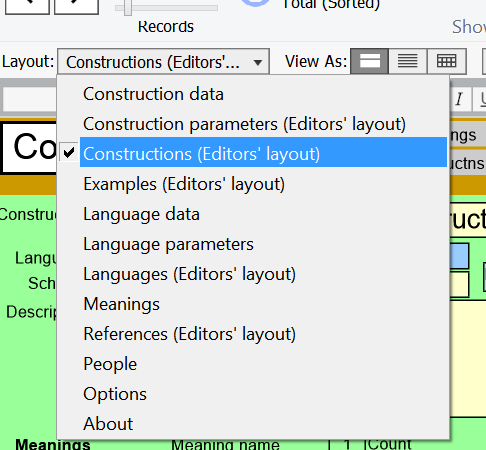 Total (Sorted)
Records
Show
Layout: Constructions (Editors'... View As:
Construction data
Construction parameters (Editors' layout)
Constructions (Editors' layout)
Examples (Editors' layout)
Language data
Language parameters
Languages (Editors' layout)
Meanings
References (Editors' layout)
People
Options
About
I U
Co
ngs
uctns
Constru
ruct
Langu
Sch
Descrip
Meanings Meaning name 1 Count